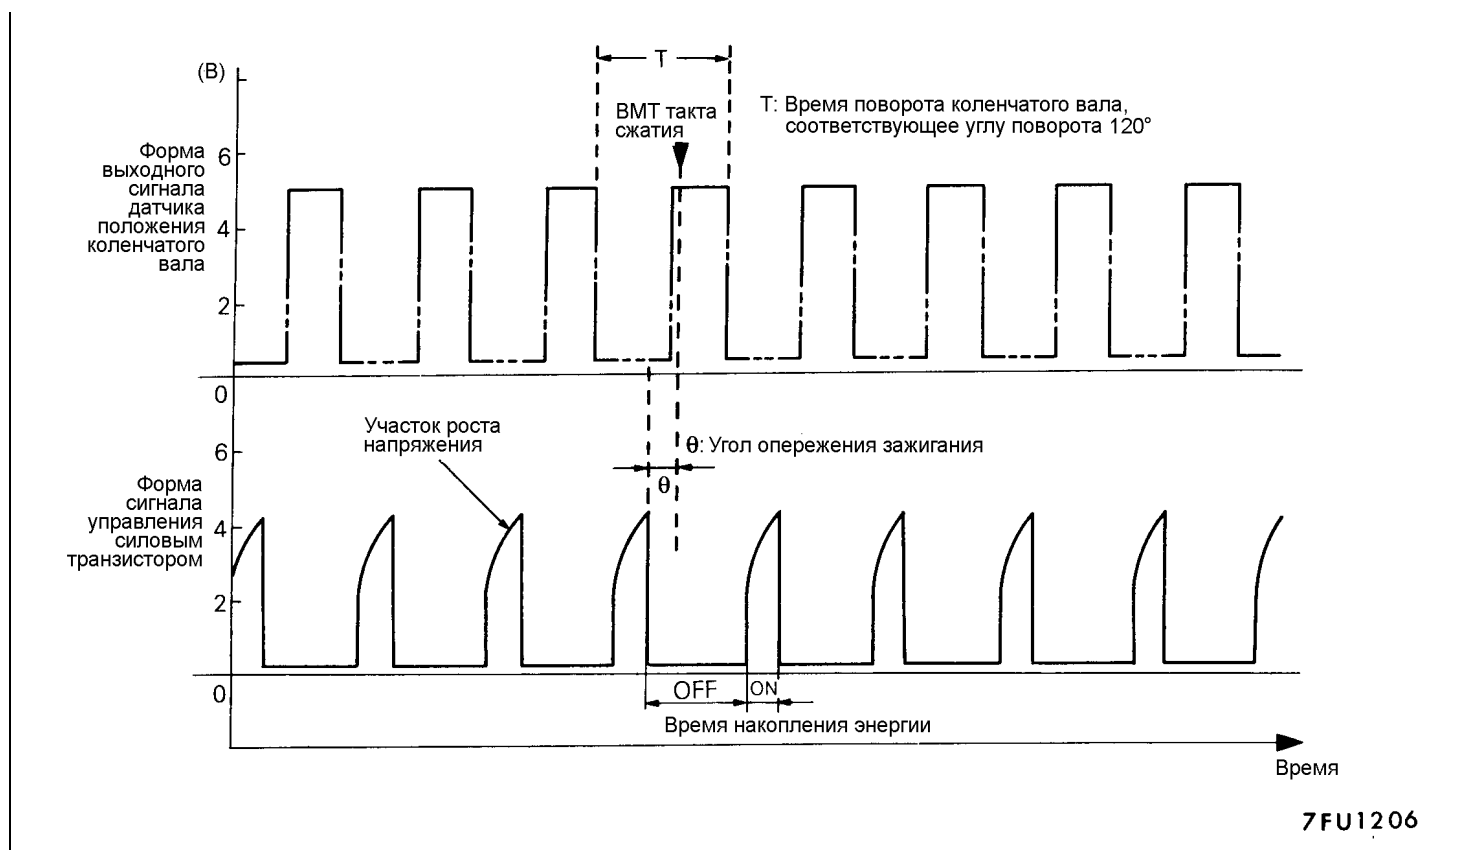 (В)
T
ВМТ такта
сжатия
T: Время поворота коленчатого вала,
соответствующее углу поворота 120°
Форма
выходного
сигнала
датчика
положения
коленчатого
вала
6
4
2
0
Участок роста
напряжения
θ: Угол опережения зажигания
θ
Форма
сигнала
управления
силовым
транзистором
6
4
2
0
OFF
ON
Время накопления энергии
Время
7FU1206